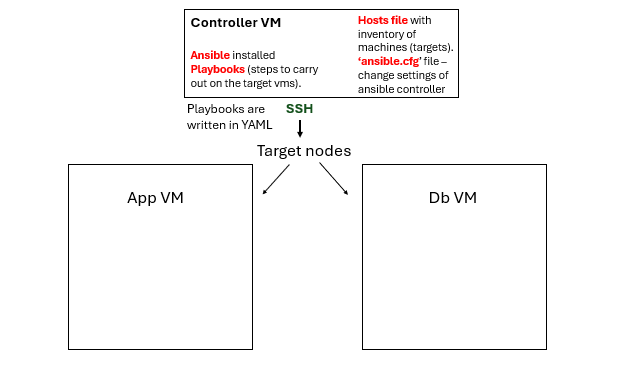 Controller VM
Ansible installed
Playbooks (steps to carry
out on the target vms).
Hosts file with
inventory of
machines (targets).
‘ansible.cfg’ file –
change settings of
ansible controller
Playbooks are
written in YAML
SSH
Target nodes
App VM
Db VM